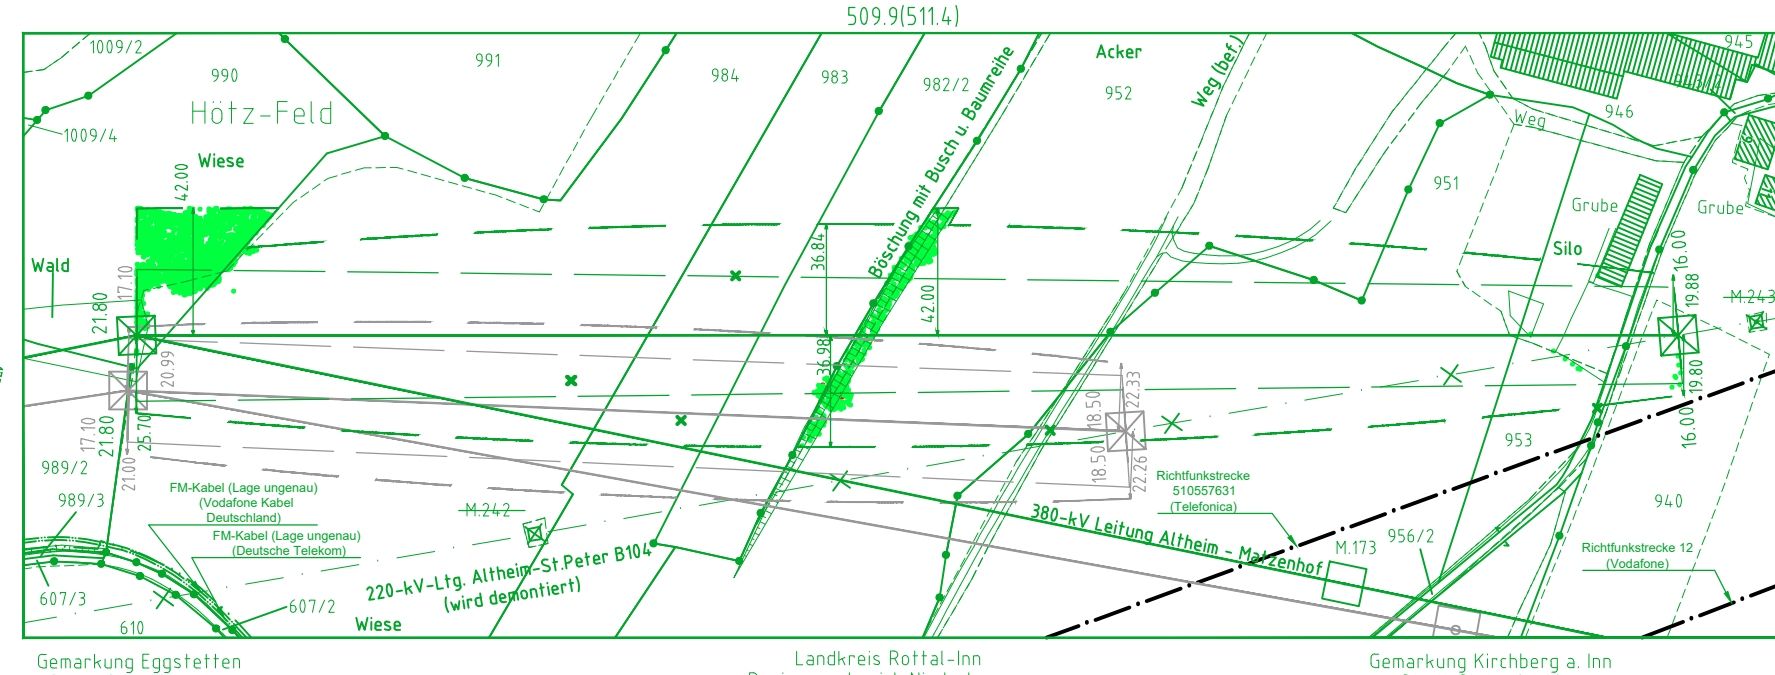 509.9(511.4)
1009/2
990
991
984
983
982/2
Acker
952
Weg (bef.)
945
946
Weg
Hötz-Feld
1009/4
Wiese
42.00
Böschung mit Busch u. Baumreihe
951
Grube
Grube
Silo
Wald
17.10
21.80
36.84
42.00
16.00
19.88
M.243
20.99
36.98
22.33
18.50
19.80
16.00
17.10
21.80
25.70
21.00
18.50
22.26
953
940
989/2
989/3
FM-Kabel (Lage ungenau)
(Vodafone Kabel
Deutschland)
FM-Kabel (Lage ungenau)
(Deutsche Telekom)
M.242
Richtfunkstrecke
510557631
(Telefonica)
380-kV Leitung Altheim - Matzenhof
M.173
956/2
Richtfunkstrecke 12
(Vodafone)
220-kV-Ltg. Altheim-St.Peter B104
(wird demontiert)
607/3
607/2
610
Wiese
Gemarkung Eggstetten
Landkreis Rottal-Inn
Gemarkung Kirchberg a. Inn